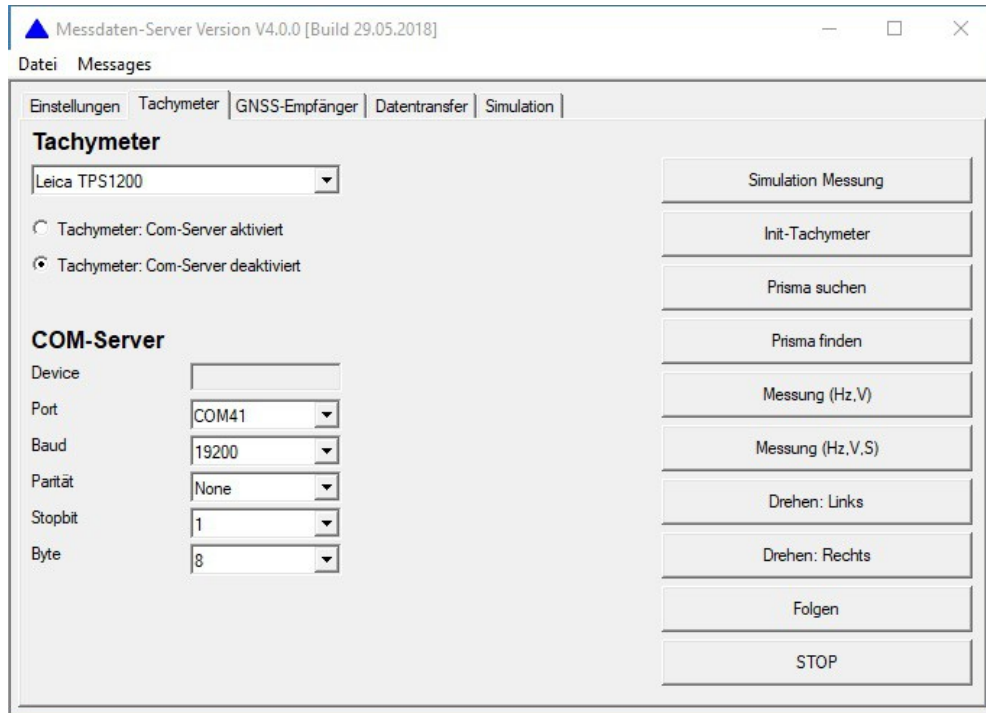 Messdaten-Server Version V4.0.0 [Build 29.05.2018]
Datei Messages
Einstellungen Tachymeter GNSS-Empfänger Datentransfer Simulation
Tachymeter
Leica TPS1200
Tachymeter: Com-Server aktiviert
Tachymeter: Com-Server deaktiviert
COM-Server
Device
Port COM41
Baud 19200
Parität None
Stopbit 1
Byte 8
Simulation Messung
Init-Tachymeter
Prisma suchen
Prisma finden
Messung (Hz,V)
Messung (Hz,V,S)
Drehen: Links
Drehen: Rechts
Folgen
STOP